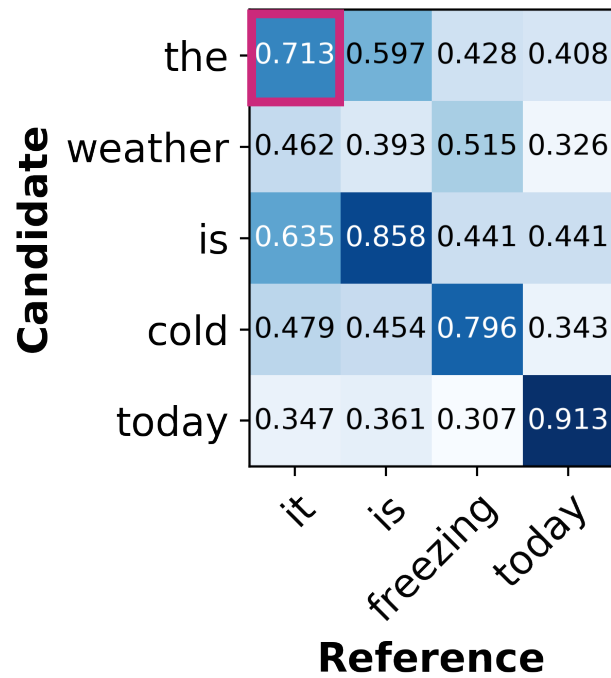 the 0.713 0.597 0.428 0.408
weather 0.462 0.393 0.515 0.326
is 0.635 0.858 0.441 0.441
cold 0.479 0.454 0.796 0.343
today 0.347 0.361 0.307 0.913
Candidate
it is freezing today
Reference